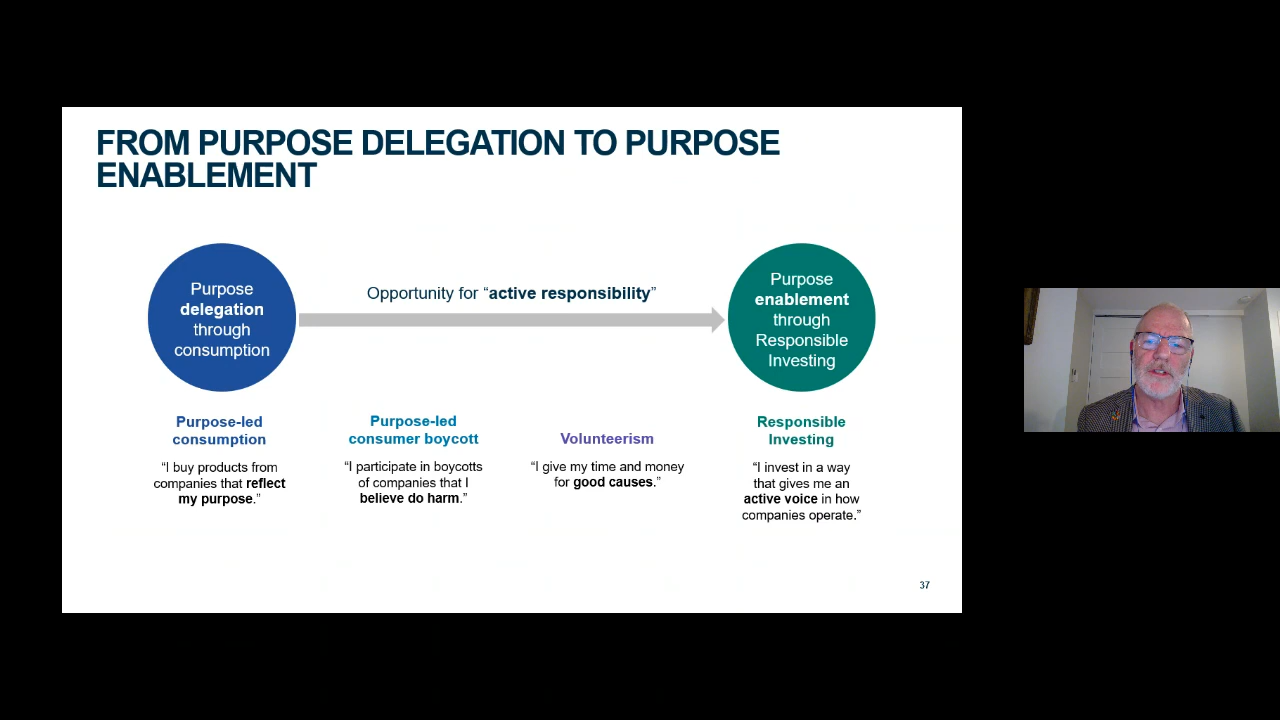 FROM PURPOSE DELEGATION TO PURPOSE
ENABLEMENT
Purpose
delegation
through
consumption
Opportunity for “active responsibility”
Purpose
enablement
through
Responsible
Investing
Purpose-led
consumption
“I buy products from
companies that reflect
my purpose.”
Purpose-led
consumer boycott
“I participate in boycotts
of companies that I
believe do harm.”
Volunteerism
“I give my time and money
for good causes.”
Responsible
Investing
“I invest in a way
that gives me an
active voice in how
companies operate.”
37